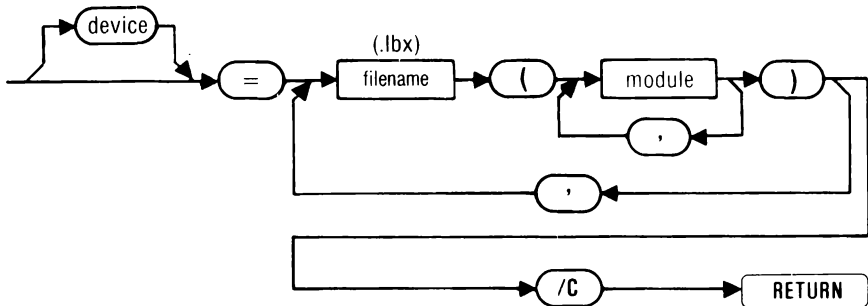 device
(.lbx)
= filename ( module )
,
,
/C RETURN